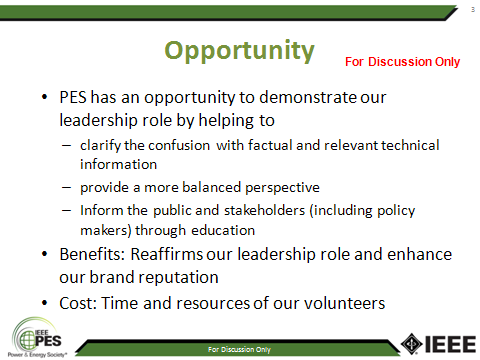 3
Opportunity
For Discussion Only
• PES has an opportunity to demonstrate our
leadership role by helping to
– clarify the confusion with factual and relevant technical
information
– provide a more balanced perspective
– Inform the public and stakeholders (including policy
makers) through education
• Benefits: Reaffirms our leadership role and enhance
our brand reputation
• Cost: Time and resources of our volunteers
IEEE
PES
Power & Energy Society®
For Discussion Only
IEEE